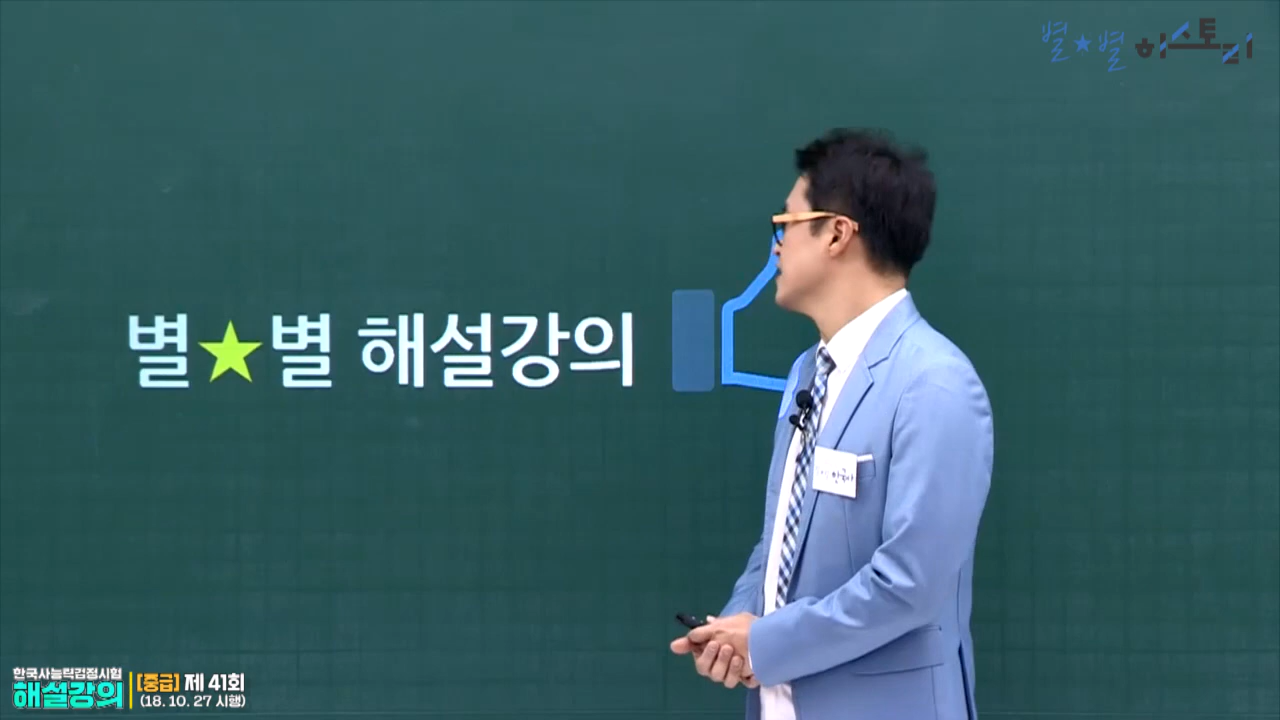 별★별 히스토리
별★별 해설강의
한국사능력검정시험
해설강의
[중급] 제 41회
(18. 10. 27 시행)